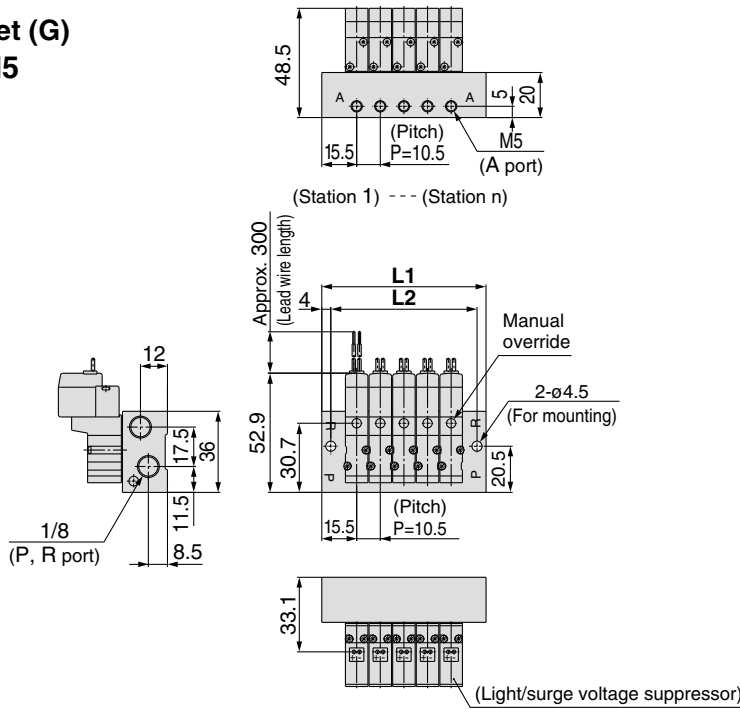 et (G)
48.5
A
A
5
20
(Pitch)
15.5
P=10.5
M5
(A port)
(Station 1) --- (Station n)
Approx. 300
(Lead wire length)
L1
4
L2
Manual
override
12
2-ø4.5
(For mounting)
52.9
30.7
R
R
17.5
36
20.5
P
P
11.5
(Pitch)
1/8
15.5
P=10.5
(P, R port)
8.5
33.1
(Light/surge voltage suppressor)